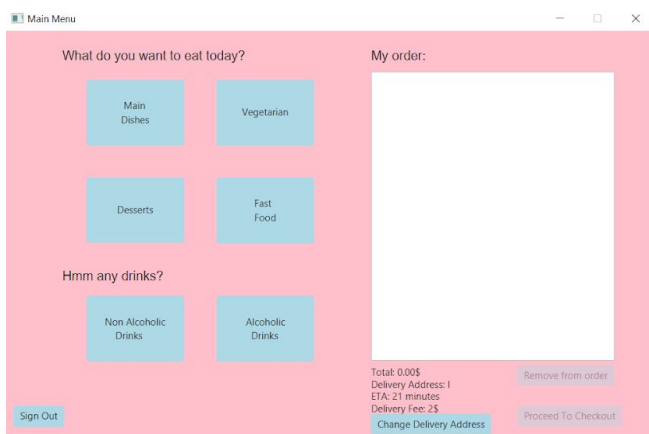 Main Menu
What do you want to eat today?
Main
Dishes
Vegetarian
Desserts
Fast
Food
Hmm any drinks?
Non Alcoholic
Drinks
Alcoholic
Drinks
Sign Out
My order:
Total: 0.00$
Delivery Address: l
ETA: 21 minutes
Delivery Fee: 2$
Change Delivery Address
Remove from order
Proceed To Checkout